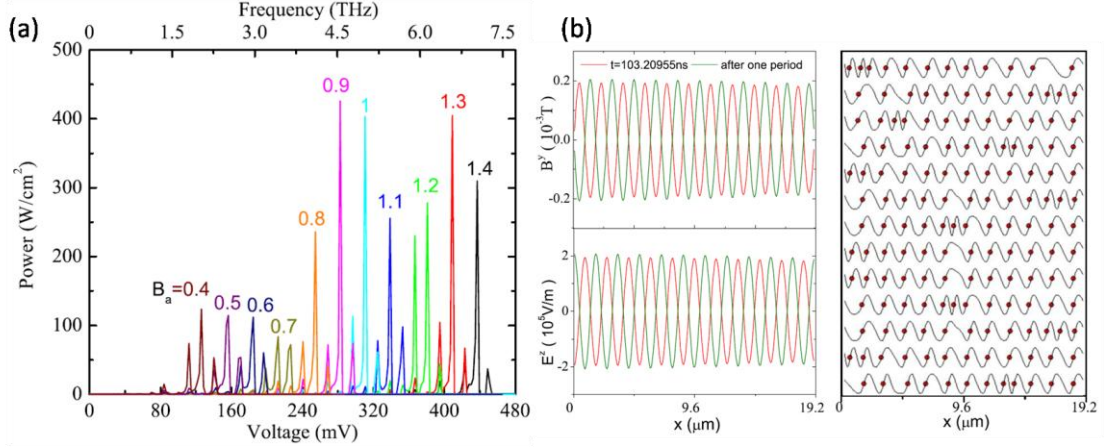 (a)
Frequency (THz)
0 1.5 3.0 4.5 6.0 7.5
500
400
300
200
100
0
Power (W/cm²)
Bₐ=0.4
0.5
0.6
0.7
0.8
0.9
1
1.1
1.2
1.3
1.4
0 80 160 240 320 400 480
Voltage (mV)
(b)
t=103.20955ns after one period
0.2
0.0
-0.2
Bʸ ( 10⁻³T )
2
0
-2
Eᶻ ( 10⁵V/m )
0 9.6 19.2
x (μm)
0 9.6 19.2
x (μm)